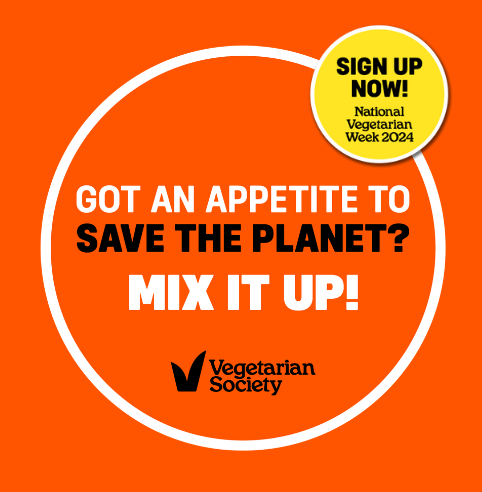 SIGN UP
NOW!
National
Vegetarian
Week 2024
GOT AN APPETITE TO
SAVE THE PLANET?
MIX IT UP!
Vegetarian
Society